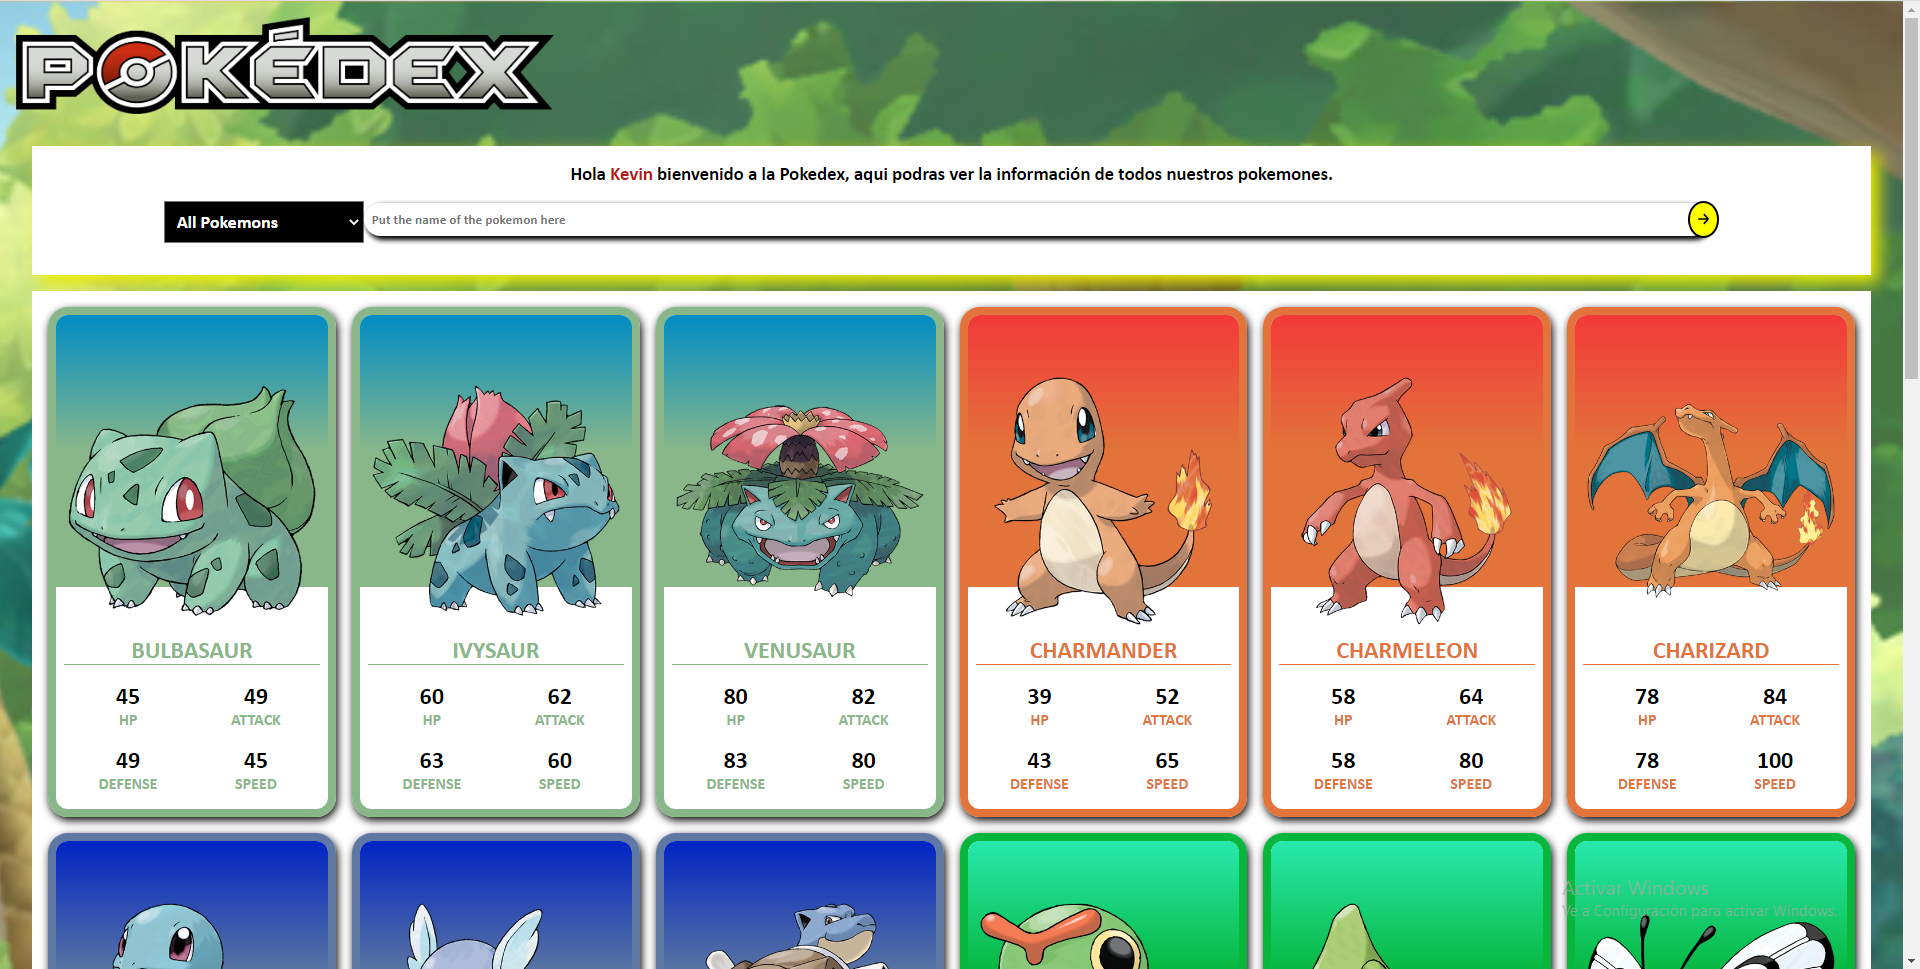 POKÉDEX
Hola Kevin bienvenido a la Pokedex, aqui podras ver la información de todos nuestros pokemones.
All Pokemons
Put the name of the pokemon here
BULBASAUR
45 49
HP ATTACK
49 45
DEFENSE SPEED
IVYSAUR
60 62
HP ATTACK
63 60
DEFENSE SPEED
VENUSAUR
80 82
HP ATTACK
83 80
DEFENSE SPEED
CHARMANDER
39 52
HP ATTACK
43 65
DEFENSE SPEED
CHARMELEON
58 64
HP ATTACK
58 80
DEFENSE SPEED
CHARIZARD
78 84
HP ATTACK
78 100
DEFENSE SPEED
Activar Windows
Ve a Configuración para activar Windows.